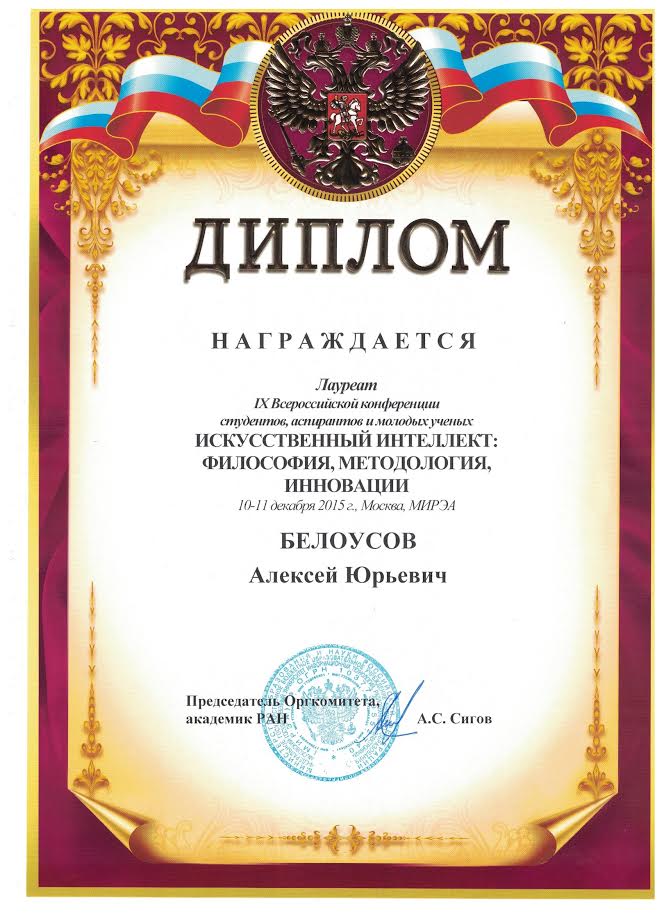 ДИПЛОМ
НАГРАЖДАЕТСЯ
Лауреат
IX Всероссийской конференции
студентов, аспирантов и молодых ученых
ИСКУССТВЕННЫЙ ИНТЕЛЛЕКТ:
ФИЛОСОФИЯ, МЕТОДОЛОГИЯ,
ИННОВАЦИИ
10-11 декабря 2015 г., Москва, МИРЭА
БЕЛОУСОВ
Алексей Юрьевич
Председатель Оргкомитета,
академик РАН А.С. Сигов